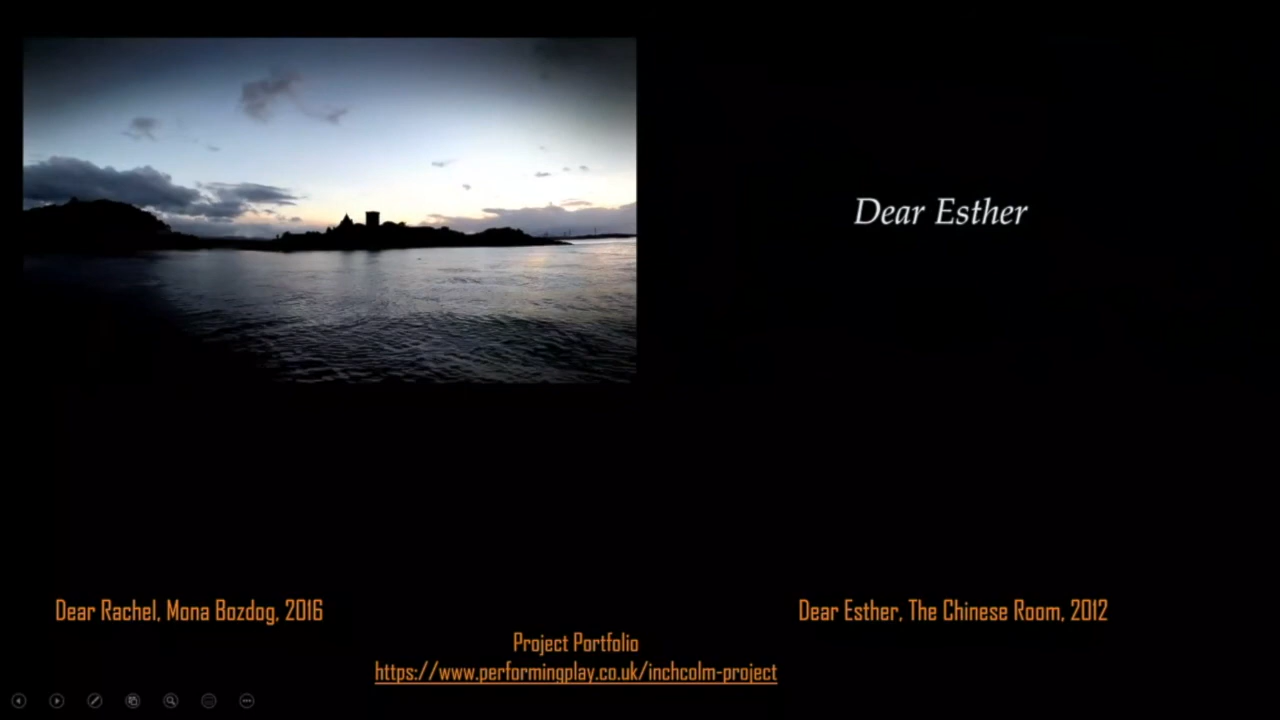 Dear Esther
Dear Rachel, Mona Bozdog, 2016
Dear Esther, The Chinese Room, 2012
Project Portfolio
https://www.performingplay.co.uk/inchcolm-project